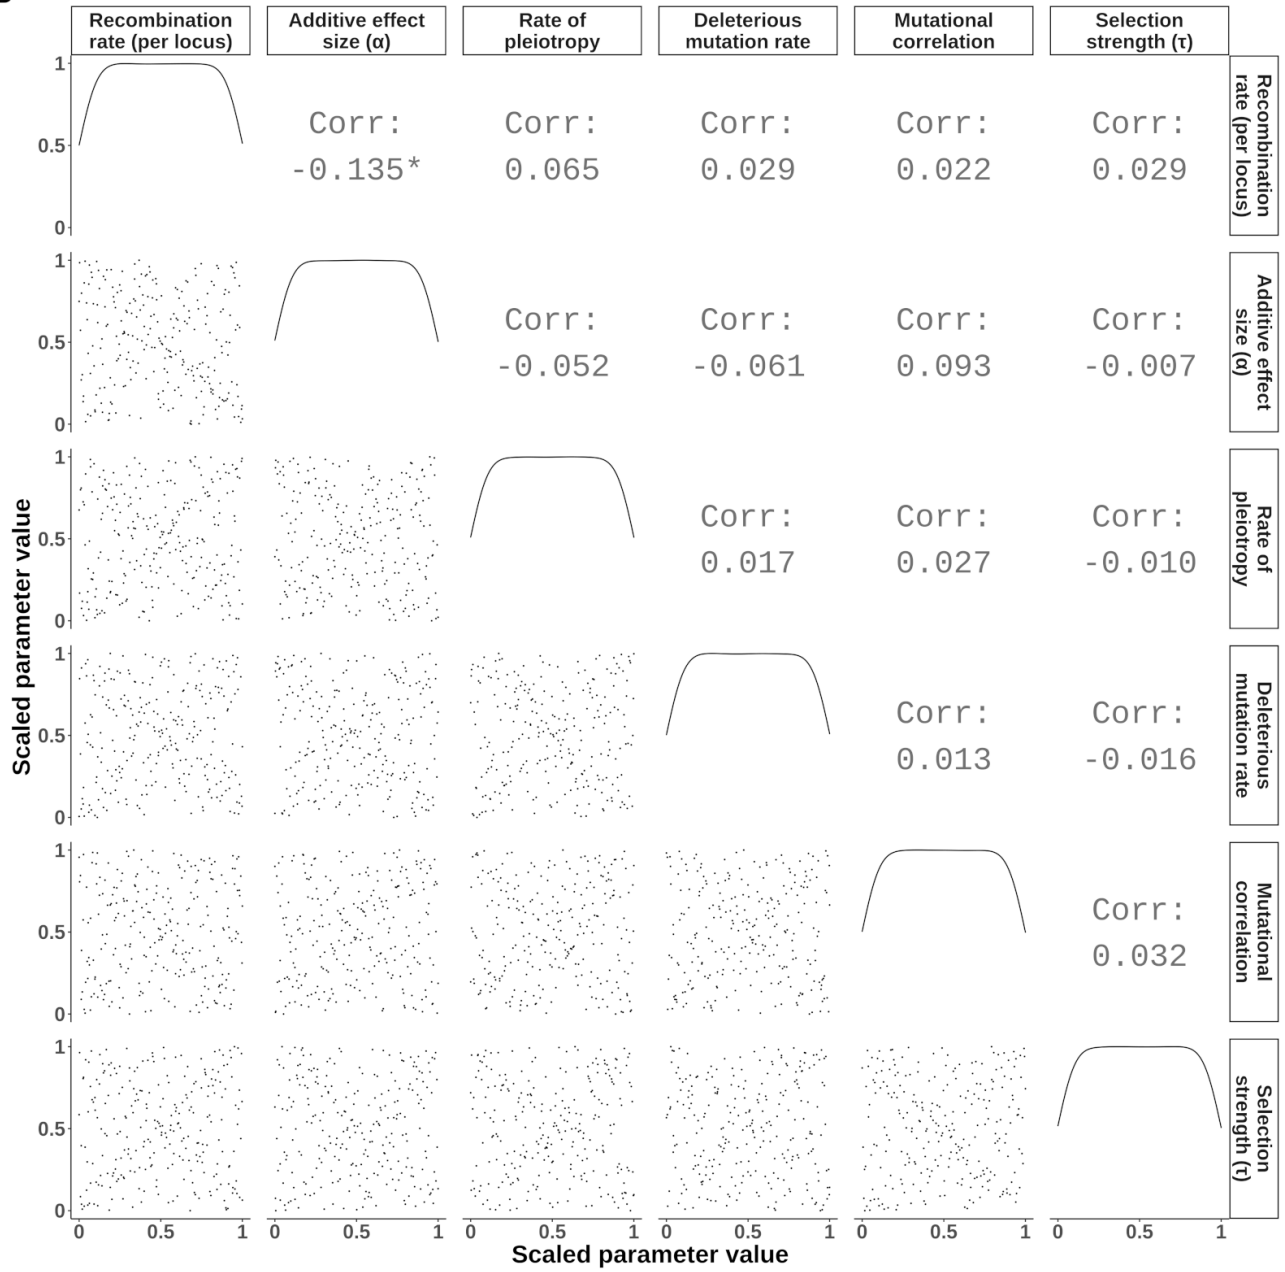 Recombination
rate (per locus)
Additive effect
size (α)
Rate of
pleiotropy
Deleterious
mutation rate
Mutational
correlation
Selection
strength (τ)
1
0.5
0
Corr:
-0.135*
Corr:
0.065
Corr:
0.029
Corr:
0.022
Corr:
0.029
Recombination
rate (per locus)
1
0.5
0
Corr:
-0.052
Corr:
-0.061
Corr:
0.093
Corr:
-0.007
Additive effect
size (α)
1
0.5
0
Corr:
0.017
Corr:
0.027
Corr:
-0.010
Rate of
pleiotropy
Scaled parameter value
1
0.5
0
Corr:
0.013
Corr:
-0.016
Deleterious
mutation rate
1
0.5
0
Corr:
0.032
Mutational
correlation
1
0.5
0
Selection
strength (τ)
0 0.5 1 0 0.5 1 0 0.5 1 0 0.5 1 0 0.5 1 0 0.5 1
Scaled parameter value